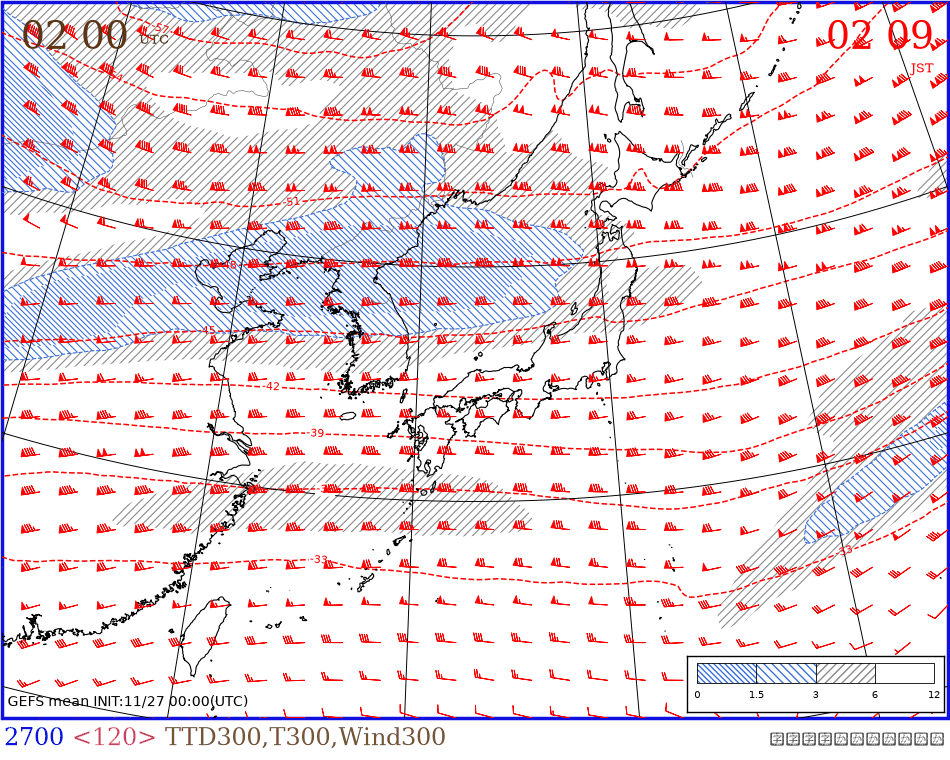 02 00 UTC
02 09
JST
-57
-54
-51
-48
-45
-42
-39
-33
-33
0 1.5 3 6 12
GEFS mean INIT:11/27 00:00(UTC)
2700 <120> TTD300,T300,Wind300